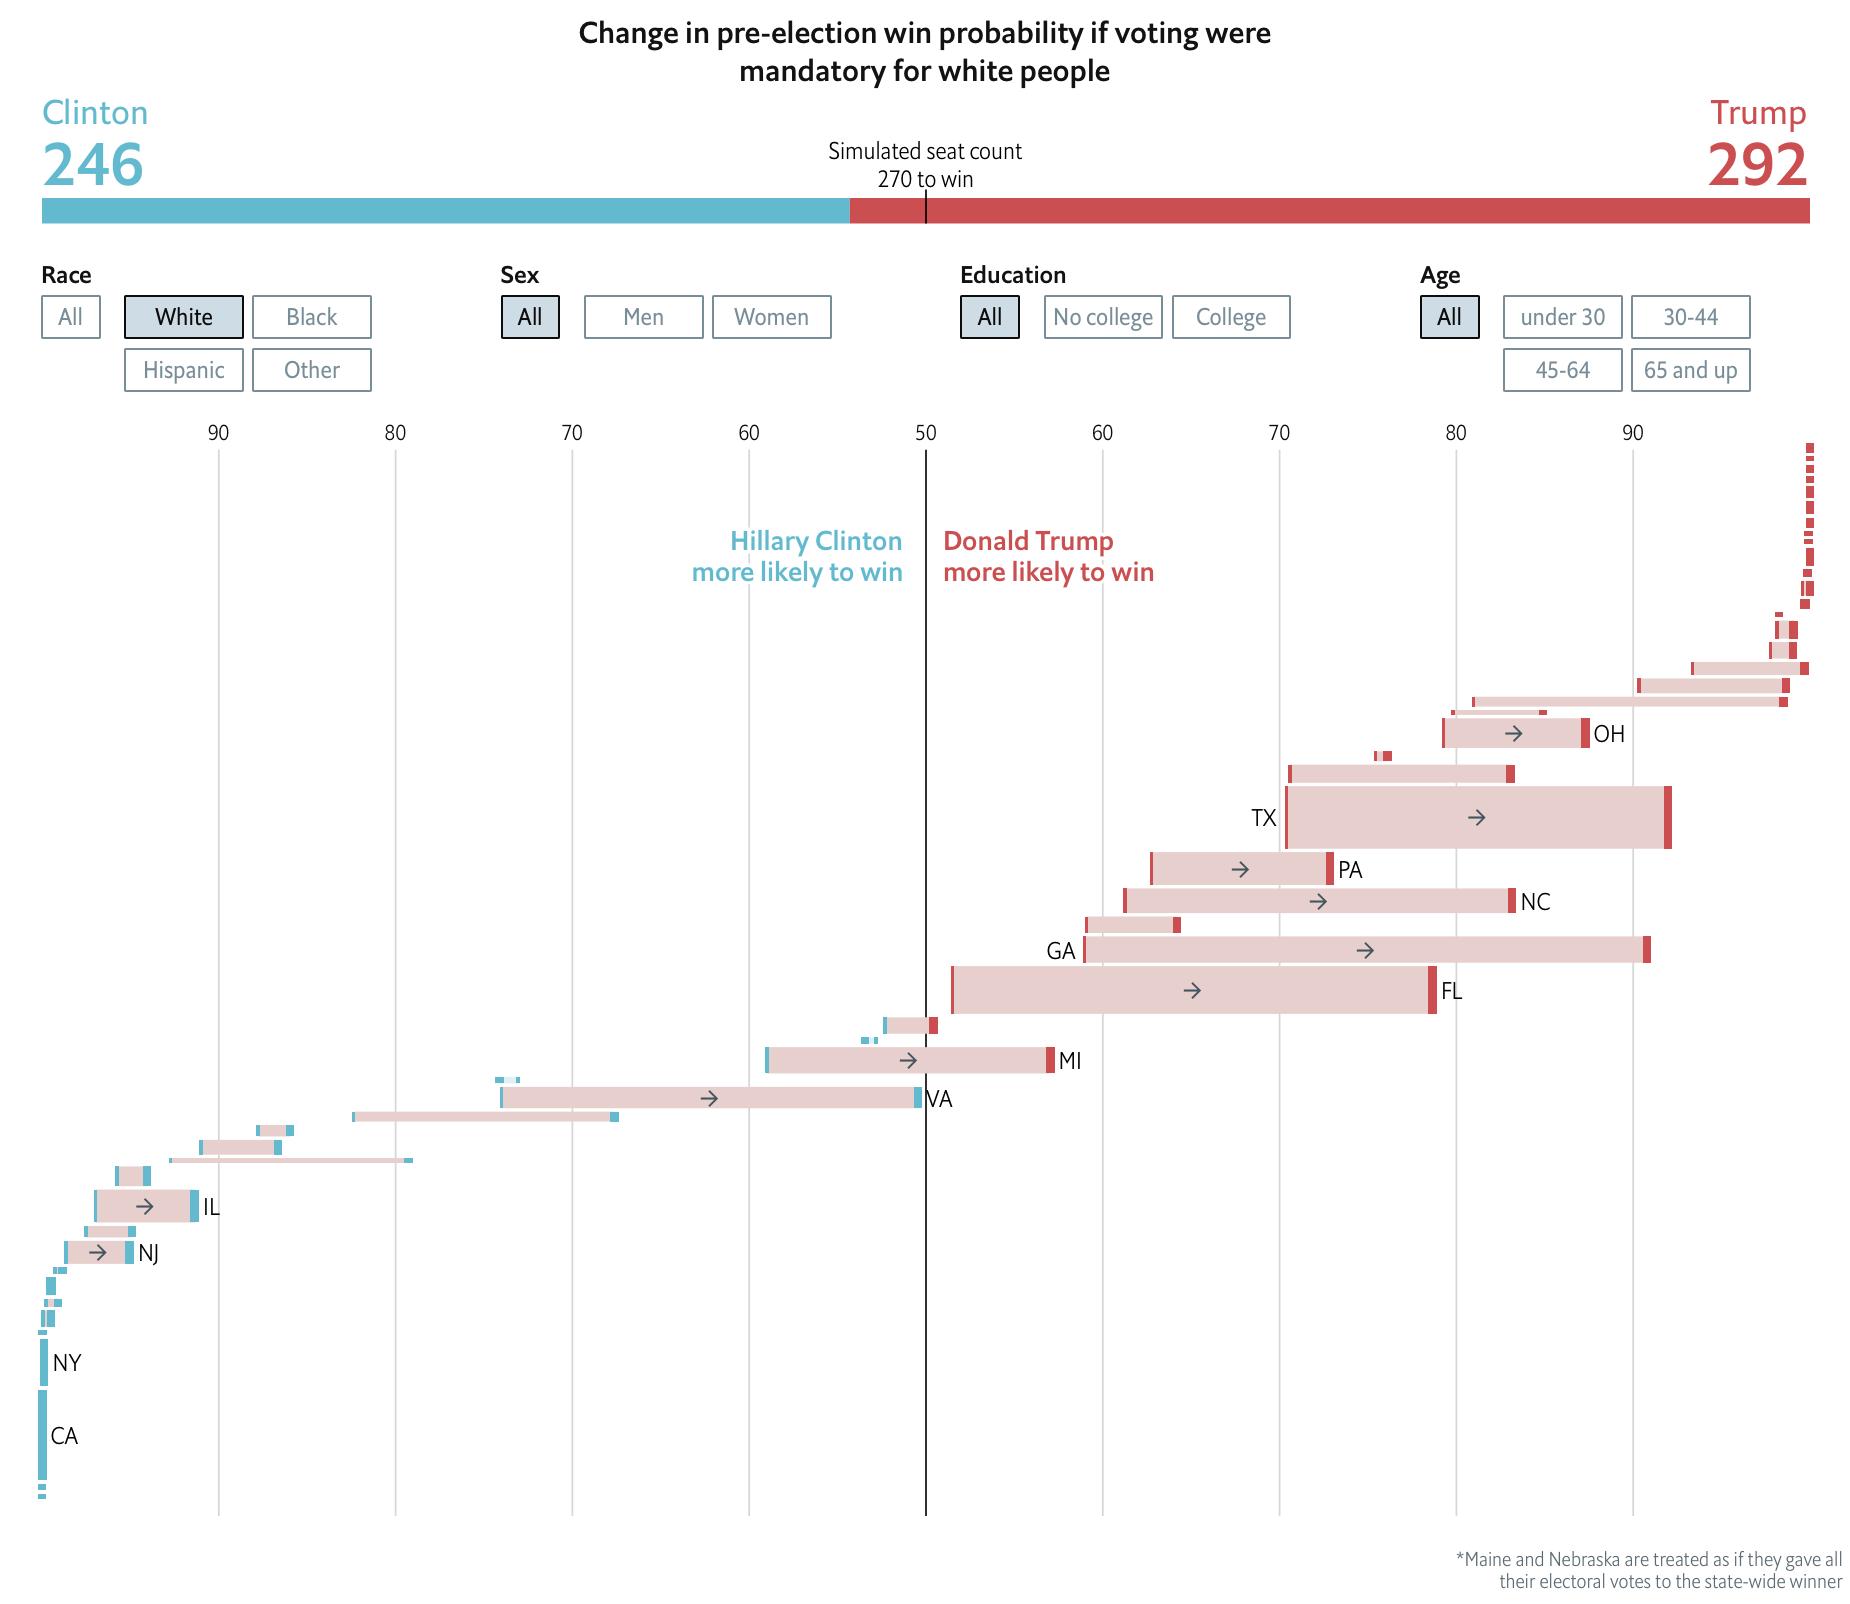 Change in pre-election win probability if voting were
mandatory for white people
Clinton
Trump
246
Simulated seat count
270 to win
292
Race
Sex
Education
Age
All
White
Black
All
Men
Women
All
No college
College
All
under 30
30-44
Hispanic
Other
45-64
65 and up
90
80
70
60
50
60
70
80
90
Hillary Clinton
more likely to win
Donald Trump
more likely to win
OH
TX
PA
NC
GA
FL
MI
VA
IL
NJ
NY
CA
*Maine and Nebraska are treated as if they gave all
their electoral votes to the state-wide winner